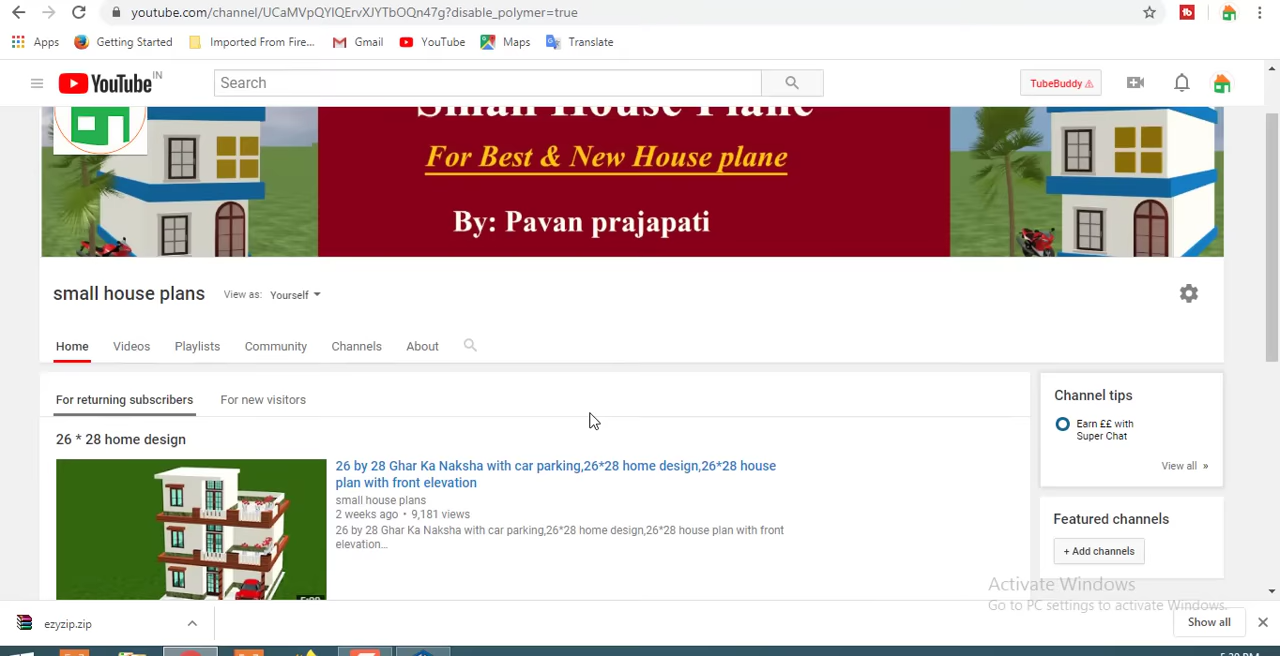 youtube.com/channel/UCaMVpQYIQErvXJYTbOQn47g?disable_polymer=true
Apps Getting Started Imported From Fire... Gmail YouTube Maps Translate
YouTube IN Search TubeBuddy
Small House Plane
For Best & New House plane
By: Pavan prajapati
small house plans View as: Yourself
Home Videos Playlists Community Channels About
For returning subscribers For new visitors
Channel tips
Earn ££ with
Super Chat
View all »
26 * 28 home design
26 by 28 Ghar Ka Naksha with car parking,26*28 home design,26*28 house
plan with front elevation
small house plans
2 weeks ago • 9,181 views
26 by 28 Ghar Ka Naksha with car parking,26*28 home design,26*28 house plan with front
elevation...
Featured channels
+ Add channels
Activate Windows
Go to PC settings to activate Windows.
ezyzip.zip Show all